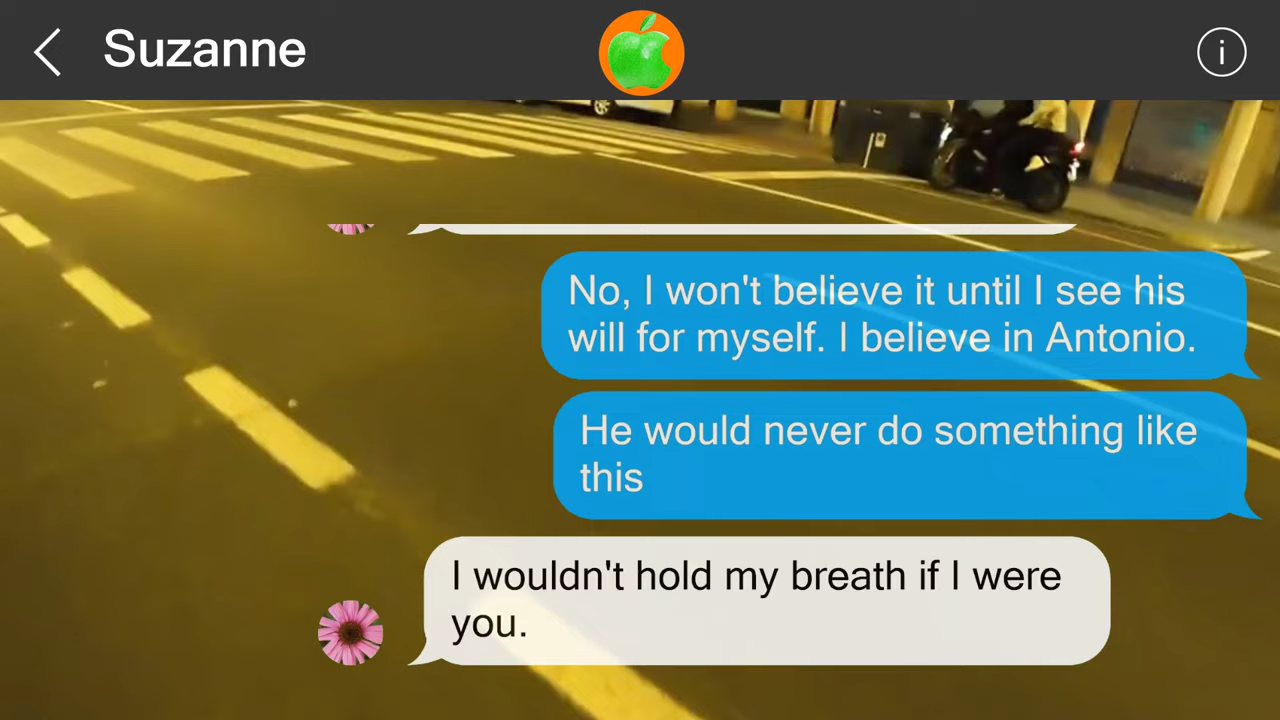 Suzanne
i
No, I won't believe it until I see his
will for myself. I believe in Antonio.
He would never do something like
this
I wouldn't hold my breath if I were
you.